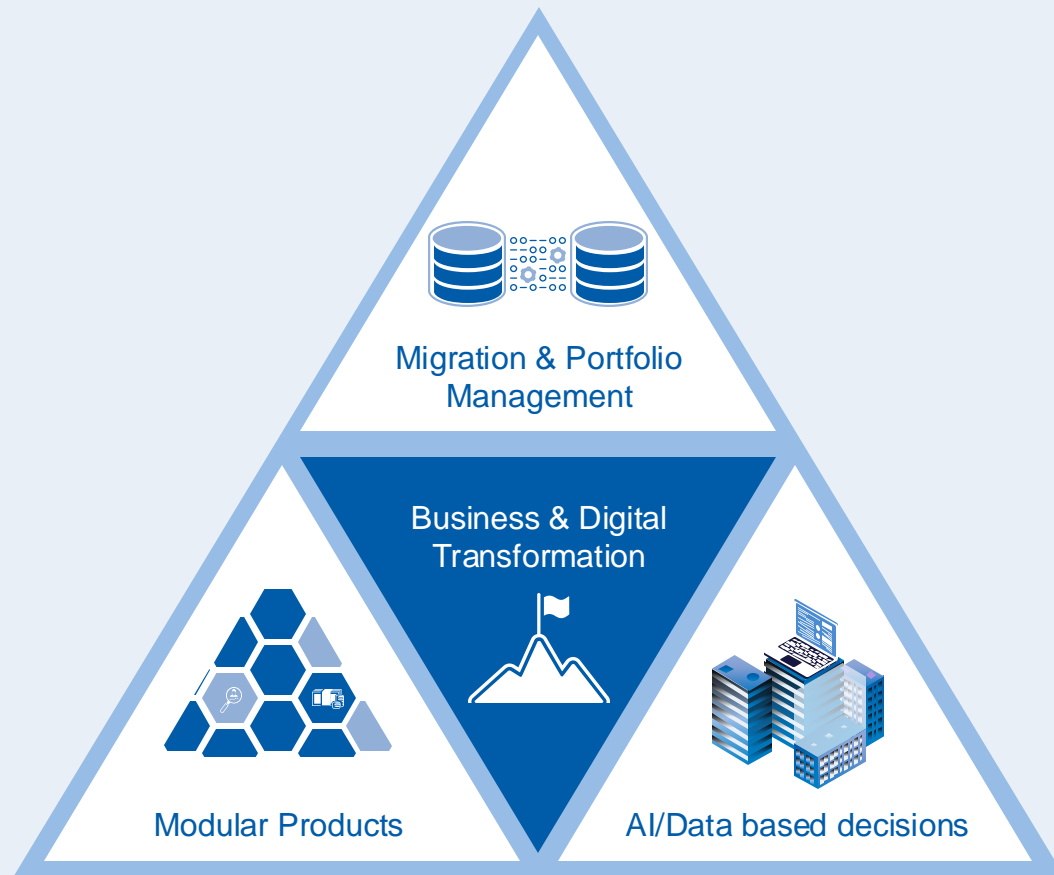 Migration & Portfolio
Management
Business & Digital
Transformation
Modular Products
AI/Data based decisions